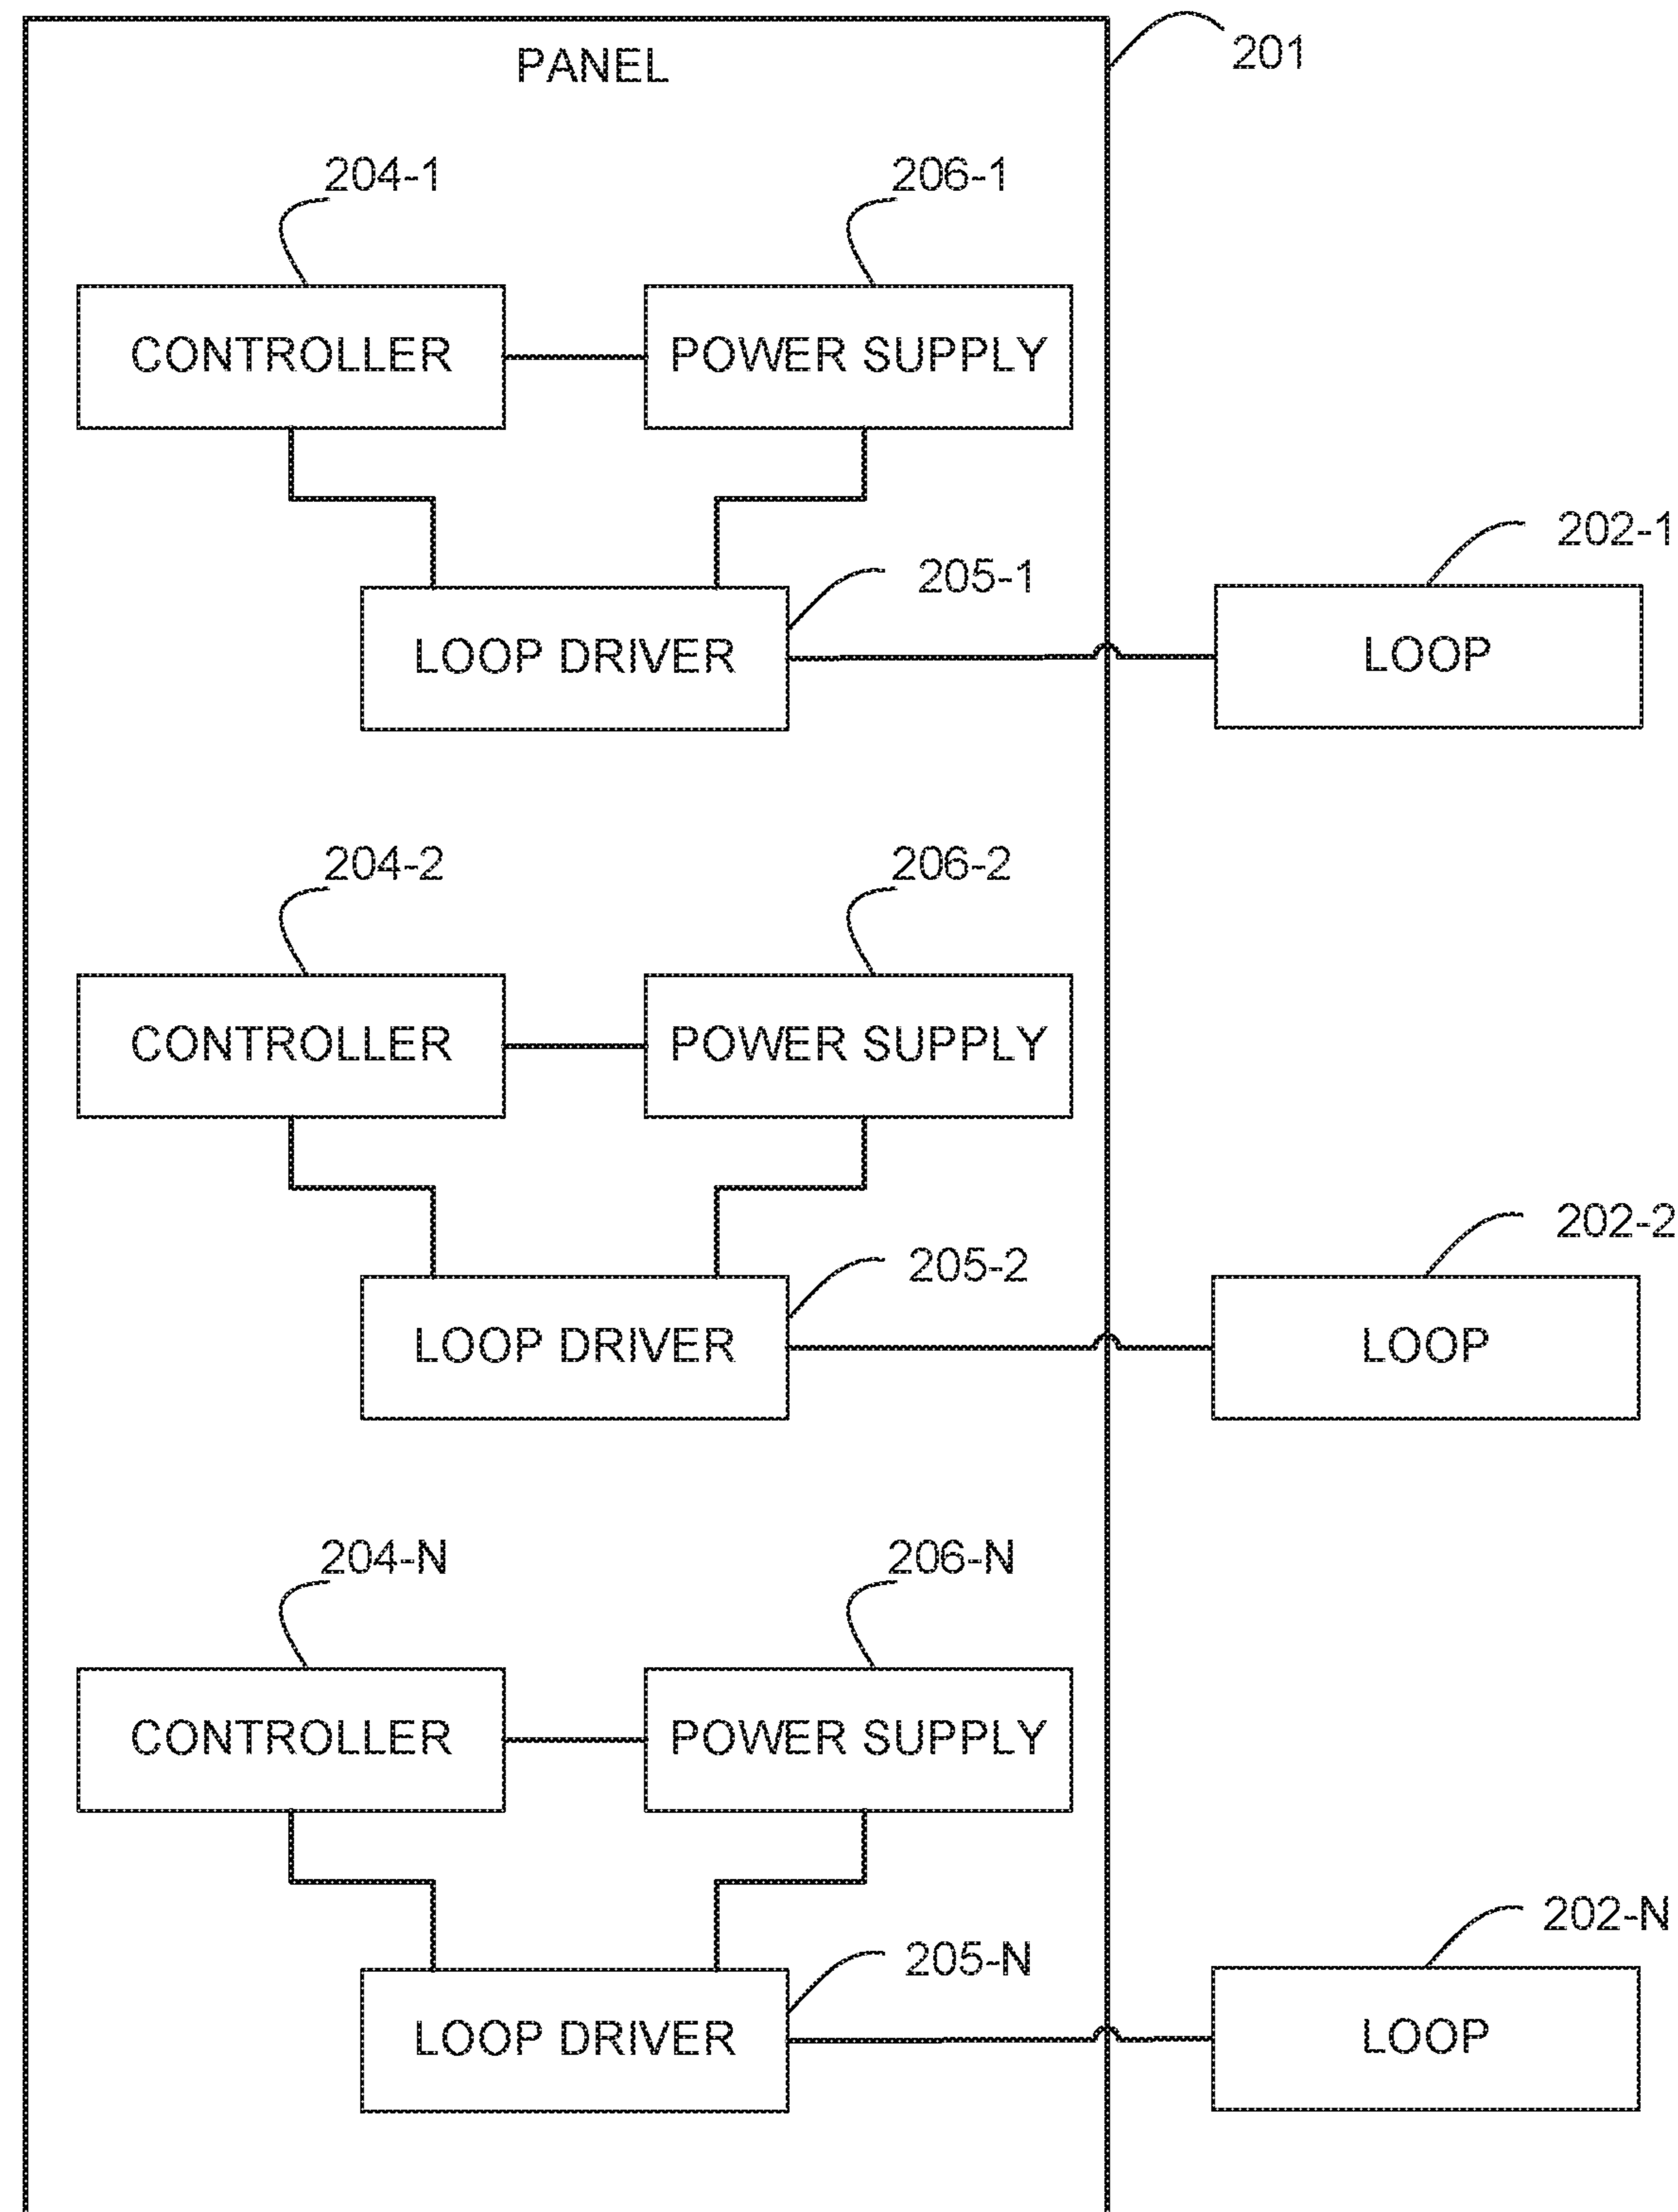 PANEL
201
204-1
206-1
CONTROLLER
POWER SUPPLY
202-1
205-1
LOOP DRIVER
LOOP
204-2
206-2
CONTROLLER
POWER SUPPLY
202-2
205-2
LOOP DRIVER
LOOP
204-N
206-N
CONTROLLER
POWER SUPPLY
202-N
205-N
LOOP DRIVER
LOOP